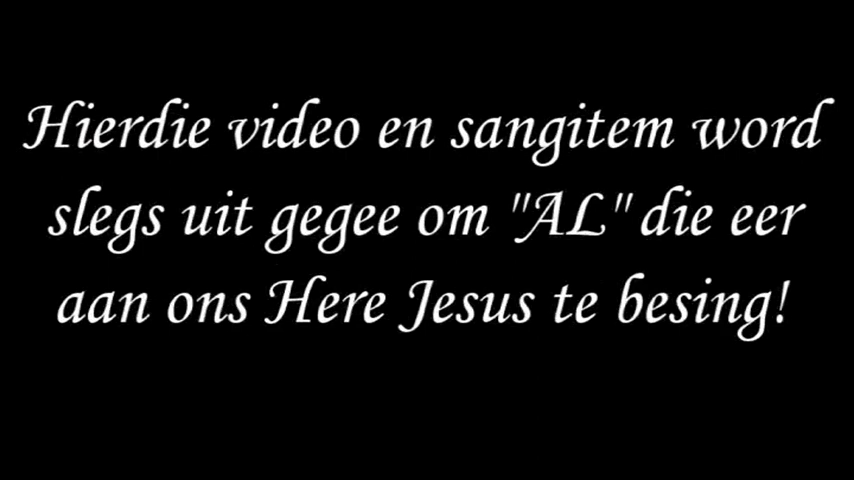 Hierdie video en sangitem word
slegs uit gegee om "AL" die eer
aan ons Here Jesus te besing!